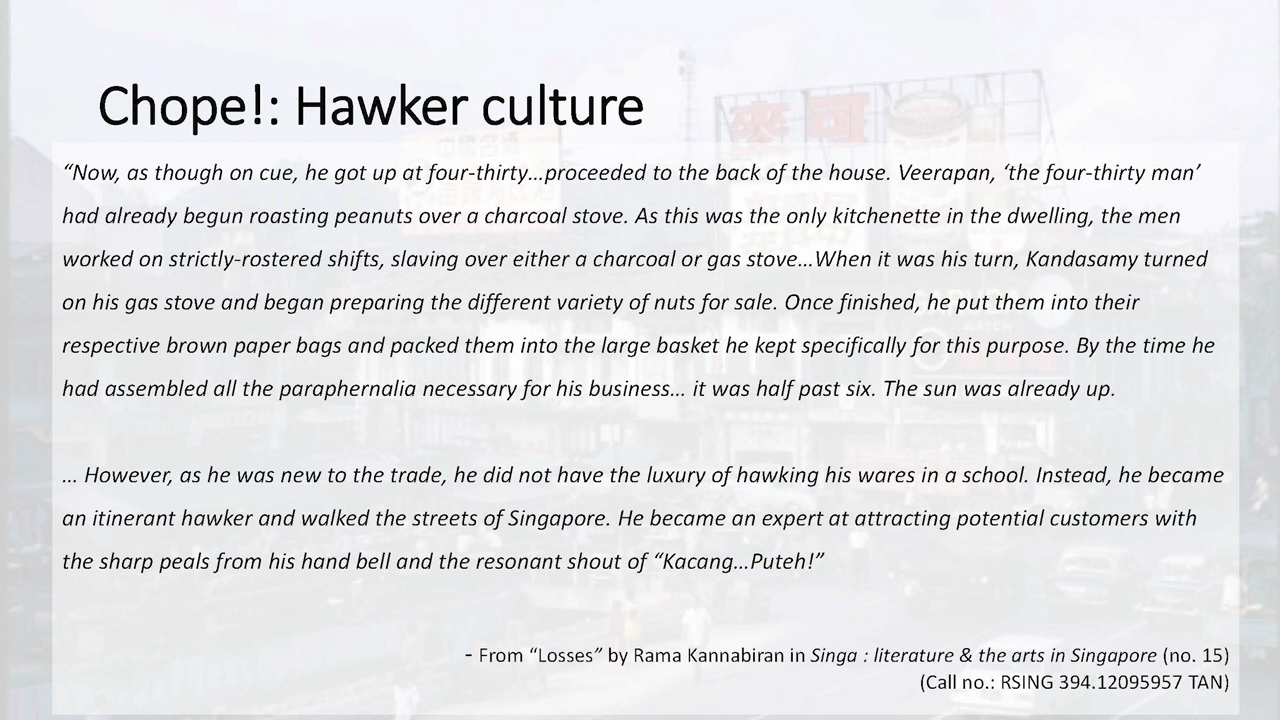 Chope!: Hawker culture
“Now, as though on cue, he got up at four-thirty…proceeded to the back of the house. Veerapan, ‘the four-thirty man’
had already begun roasting peanuts over a charcoal stove. As this was the only kitchenette in the dwelling, the men
worked on strictly-rostered shifts, slaving over either a charcoal or gas stove…When it was his turn, Kandasamy turned
on his gas stove and began preparing the different variety of nuts for sale. Once finished, he put them into their
respective brown paper bags and packed them into the large basket he kept specifically for this purpose. By the time he
had assembled all the paraphernalia necessary for his business… it was half past six. The sun was already up.
… However, as he was new to the trade, he did not have the luxury of hawking his wares in a school. Instead, he became
an itinerant hawker and walked the streets of Singapore. He became an expert at attracting potential customers with
the sharp peals from his hand bell and the resonant shout of “Kacang…Puteh!”
- From “Losses” by Rama Kannabiran in Singa : literature & the arts in Singapore (no. 15)
(Call no.: RSING 394.12095957 TAN)